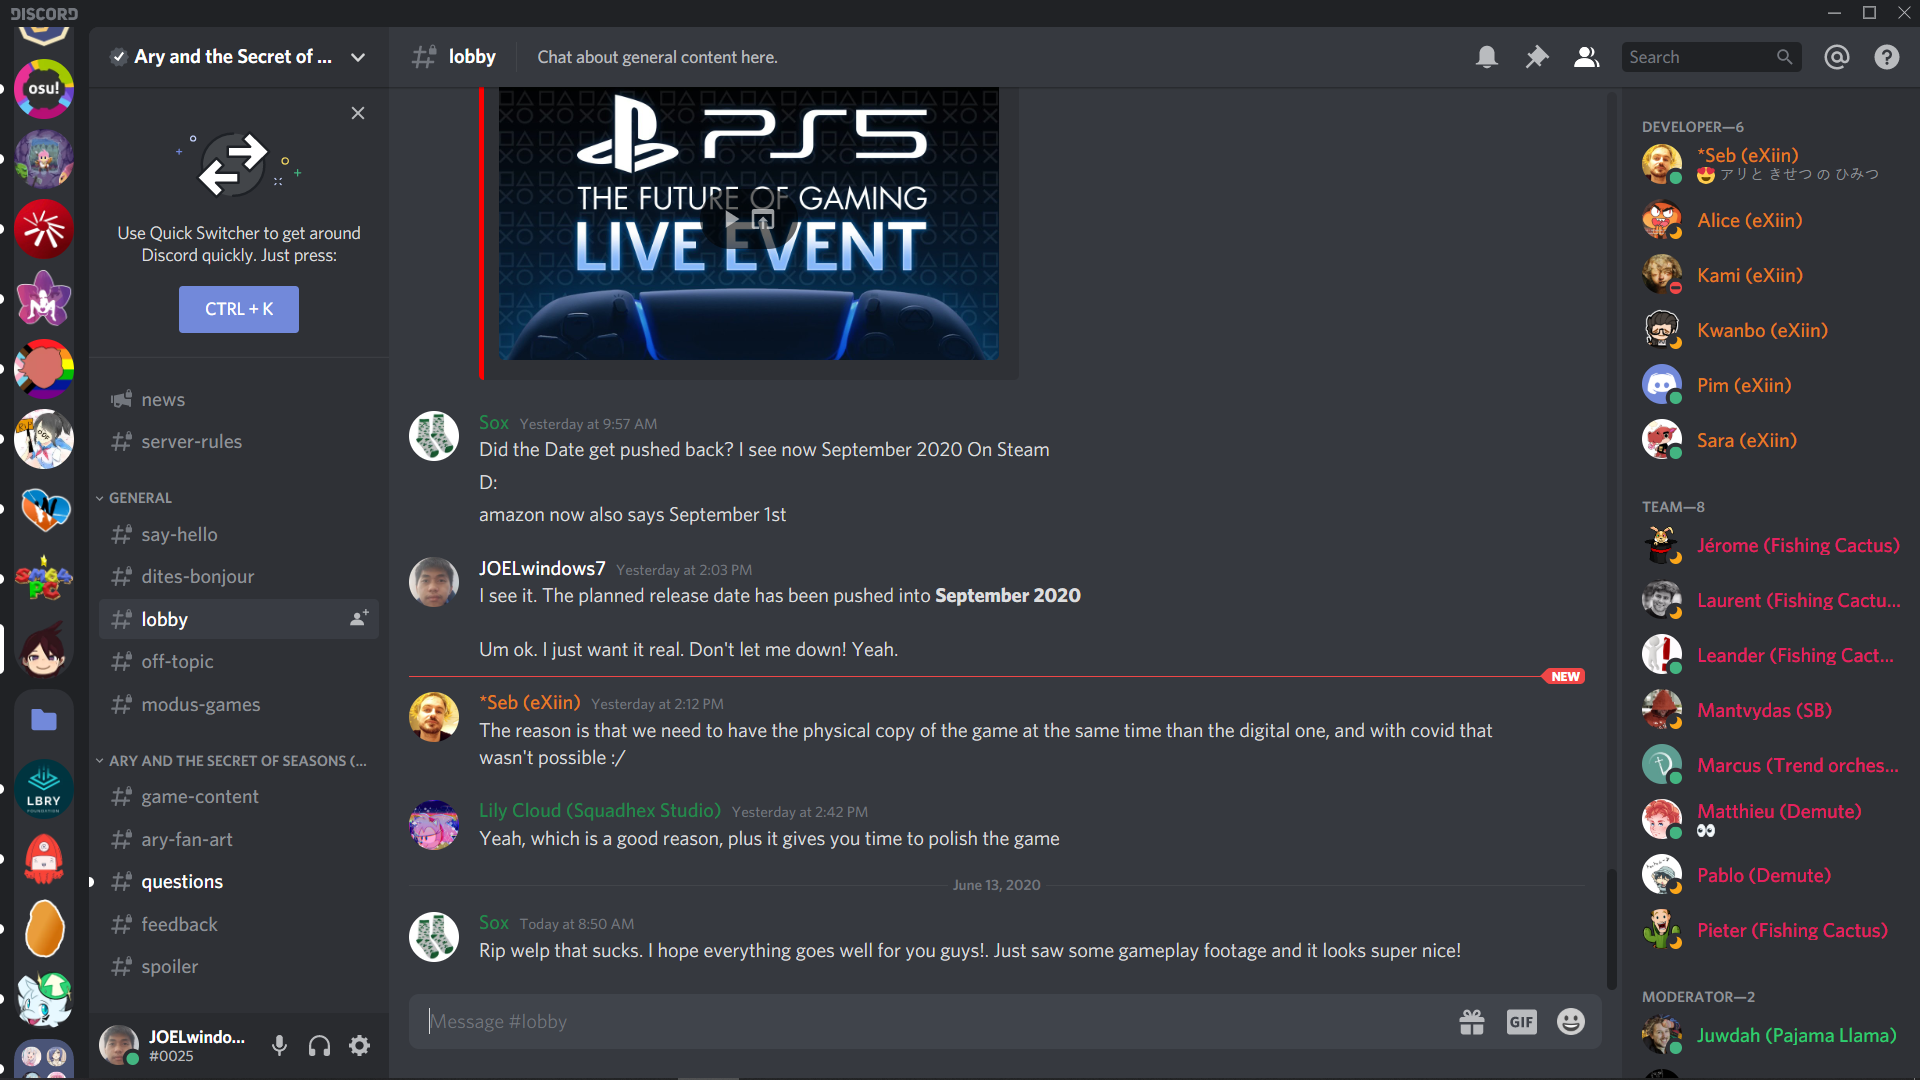 DISCORD
osu!
LBRY
FOUNDATION
Ary and the Secret of ...
Use Quick Switcher to get around
Discord quickly. Just press:
CTRL + K
news
server-rules
GENERAL
say-hello
dites-bonjour
lobby
off-topic
modus-games
ARY AND THE SECRET OF SEASONS (...
game-content
ary-fan-art
questions
feedback
spoiler
JOELwindo...
#0025
lobby
Chat about general content here.
Search
PS5
THE FUTURE OF GAMING
LIVE EVENT
Sox Yesterday at 9:57 AM
Did the Date get pushed back? I see now September 2020 On Steam
D:
amazon now also says September 1st
JOELwindows7 Yesterday at 2:03 PM
I see it. The planned release date has been pushed into September 2020
Um ok. I just want it real. Don't let me down! Yeah.
NEW
*Seb (eXiin) Yesterday at 2:12 PM
The reason is that we need to have the physical copy of the game at the same time than the digital one, and with covid that
wasn't possible :/
Lily Cloud (Squadhex Studio) Yesterday at 2:42 PM
Yeah, which is a good reason, plus it gives you time to polish the game
June 13, 2020
Sox Today at 8:50 AM
Rip welp that sucks. I hope everything goes well for you guys!. Just saw some gameplay footage and it looks super nice!
Message #lobby
GIF
DEVELOPER—6
*Seb (eXiin)
😍 アリと きせつ の ひみつ
Alice (eXiin)
Kami (eXiin)
Kwanbo (eXiin)
Pim (eXiin)
Sara (eXiin)
TEAM—8
Jérome (Fishing Cactus)
Laurent (Fishing Cactu...
Leander (Fishing Cact...
Mantvydas (SB)
Marcus (Trend orches...
Matthieu (Demute)
👀
Pablo (Demute)
Pieter (Fishing Cactus)
MODERATOR—2
Juwdah (Pajama Llama)